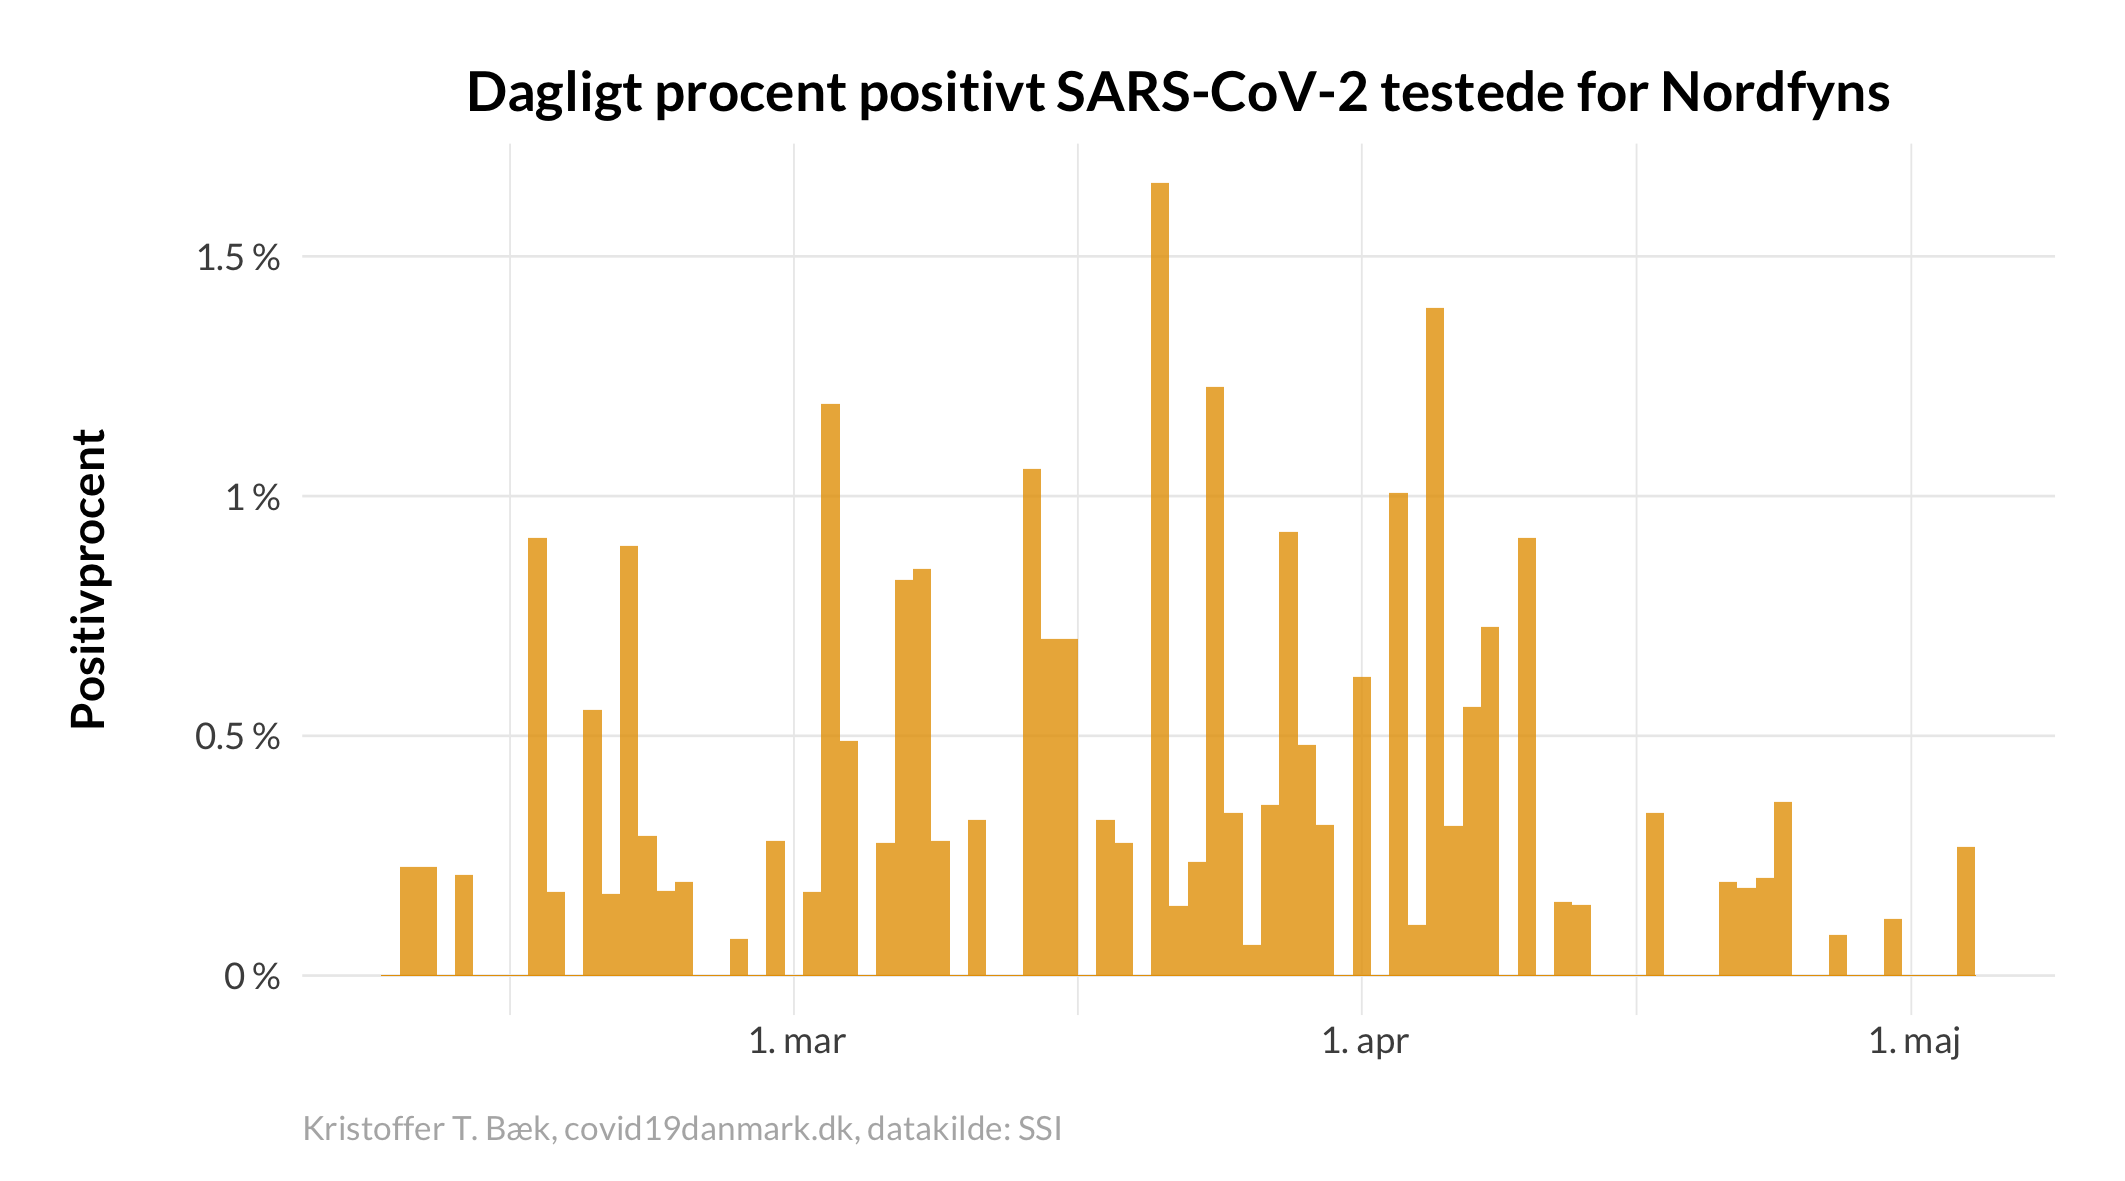 Dagligt procent positivt SARS-CoV-2 testede for Nordfyns
Positivprocent
1.5 %
1 %
0.5 %
0 %
1. mar
1. apr
1. maj
Kristoffer T. Bæk, covid19danmark.dk, datakilde: SSI